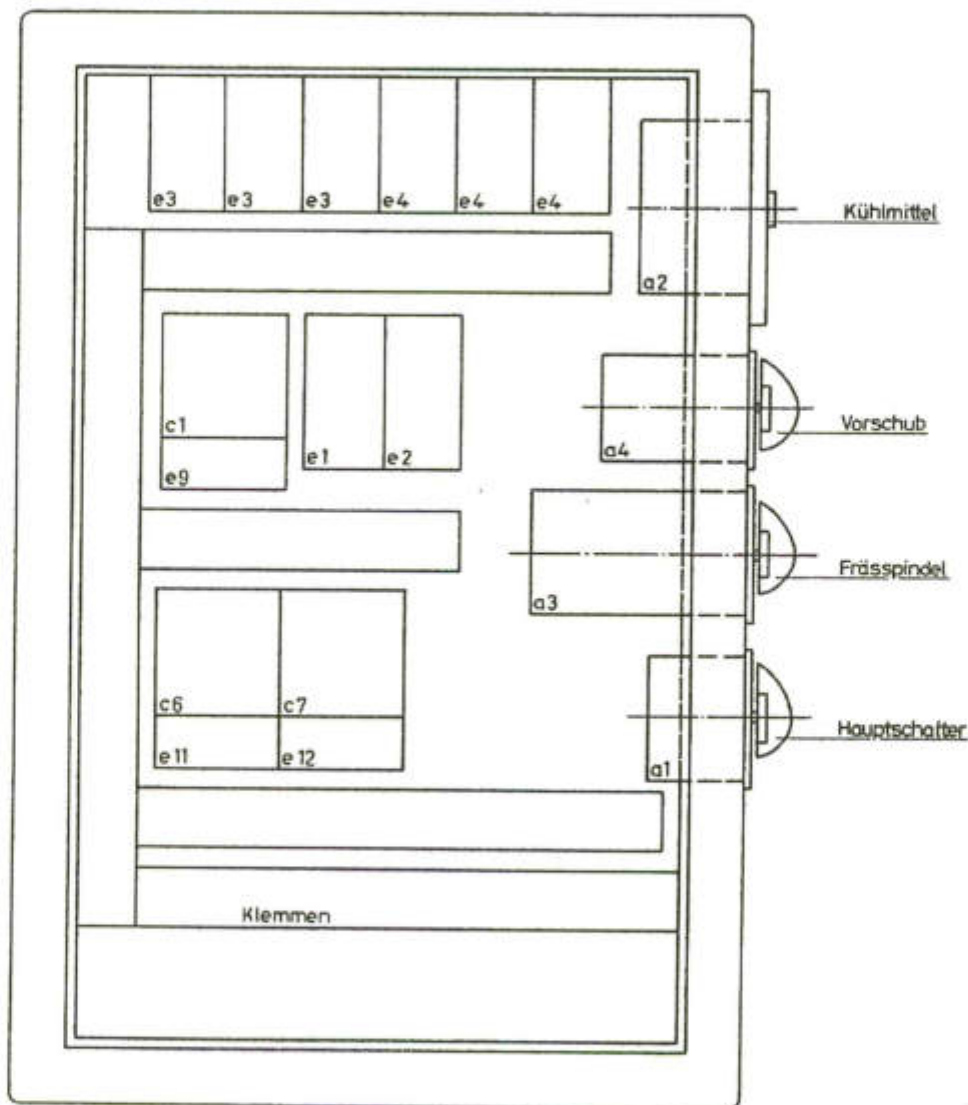 e3 e3 e3 e4 e4 e4
a2
Kühlmittel
c1
e9
e1 e2
a4
Vorschub
a3
Frässpindel
c6 c7
e11 e12
a1
Hauptschafter
Klemmen